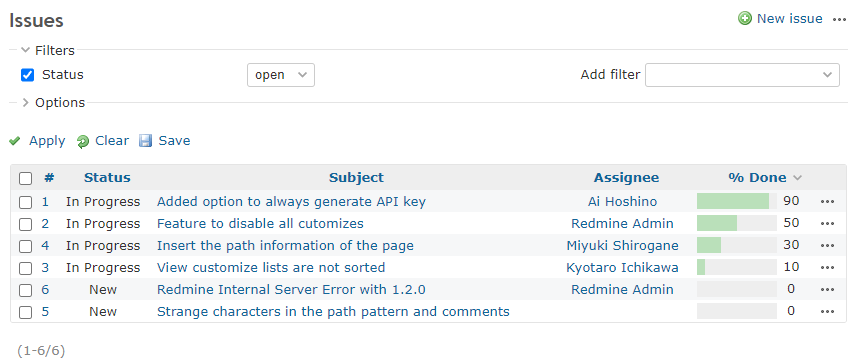 Issues
New issue
Filters
Status open Add filter
Options
Apply Clear Save
# Status Subject Assignee % Done
1 In Progress Added option to always generate API key Ai Hoshino 90
2 In Progress Feature to disable all cutomizes Redmine Admin 50
4 In Progress Insert the path information of the page Miyuki Shirogane 30
3 In Progress View customize lists are not sorted Kyotaro Ichikawa 10
6 New Redmine Internal Server Error with 1.2.0 Redmine Admin 0
5 New Strange characters in the path pattern and comments 0
(1-6/6)